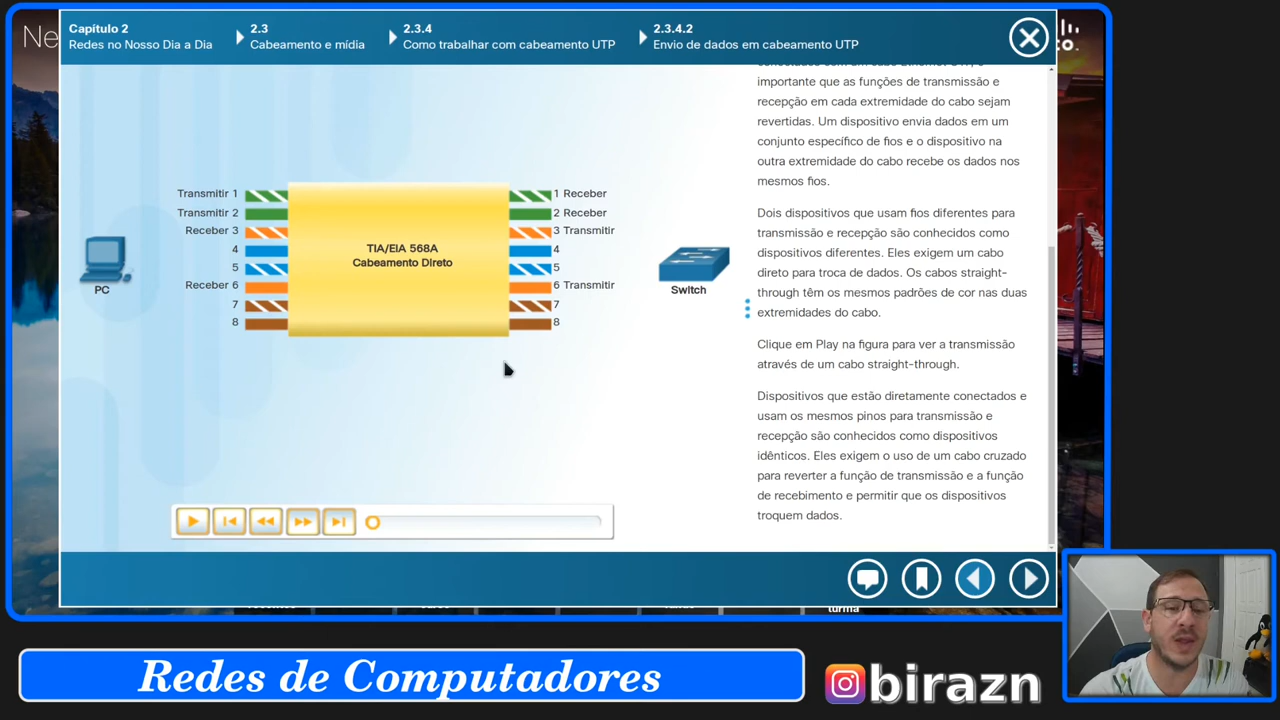 Ne
Capítulo 2
Redes no Nosso Dia a Dia
2.3
Cabeamento e mídia
2.3.4
Como trabalhar com cabeamento UTP
2.3.4.2
Envio de dados em cabeamento UTP
importante que as funções de transmissão e
recepção em cada extremidade do cabo sejam
revertidas. Um dispositivo envia dados em um
conjunto específico de fios e o dispositivo na
outra extremidade do cabo recebe os dados nos
mesmos fios.
Dois dispositivos que usam fios diferentes para
transmissão e recepção são conhecidos como
dispositivos diferentes. Eles exigem um cabo
direto para troca de dados. Os cabos straight-
through têm os mesmos padrões de cor nas duas
extremidades do cabo.
Clique em Play na figura para ver a transmissão
através de um cabo straight-through.
Dispositivos que estão diretamente conectados e
usam os mesmos pinos para transmissão e
recepção são conhecidos como dispositivos
idênticos. Eles exigem o uso de um cabo cruzado
para reverter a função de transmissão e a função
de recebimento e permitir que os dispositivos
troquem dados.
Transmitir 1
Transmitir 2
Receber 3
4
5
Receber 6
7
8
TIA/EIA 568A
Cabeamento Direto
1 Receber
2 Receber
3 Transmitir
4
5
6 Transmitir
7
8
PC
Switch
turma
Redes de Computadores
birazn